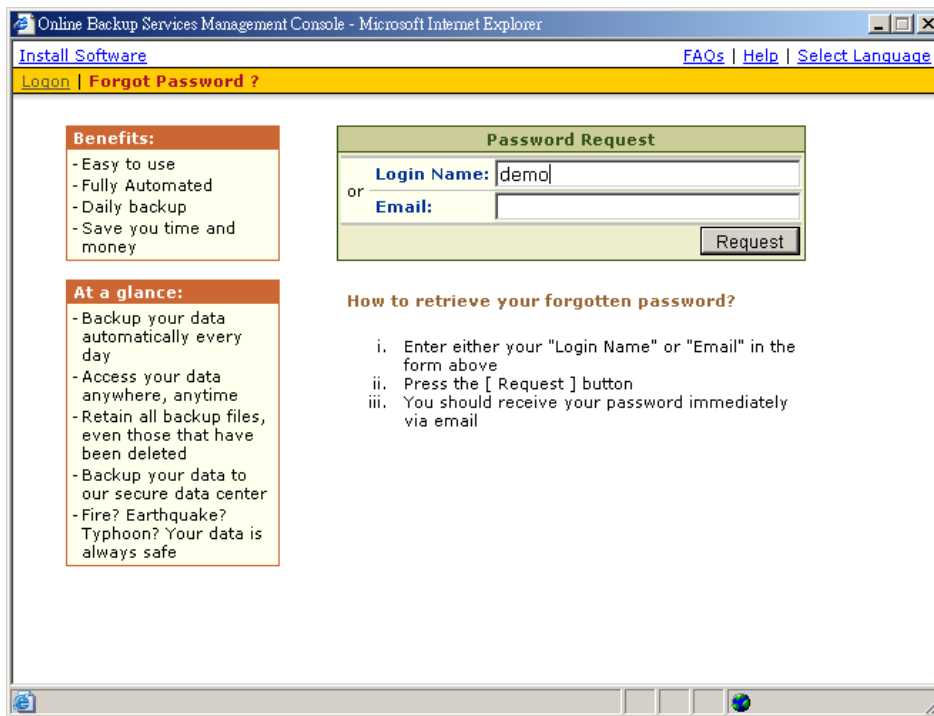 Online Backup Services Management Console - Microsoft Internet Explorer
Install Software
FAQs | Help | Select Language
Logon | Forgot Password ?
Benefits:
- Easy to use
- Fully Automated
- Daily backup
- Save you time and
money
At a glance:
- Backup your data
automatically every
day
- Access your data
anywhere, anytime
- Retain all backup files,
even those that have
been deleted
- Backup your data to
our secure data center
- Fire? Earthquake?
Typhoon? Your data is
always safe
Password Request
Login Name: demo
or
Email:
Request
How to retrieve your forgotten password?
i. Enter either your "Login Name" or "Email" in the
form above
ii. Press the [ Request ] button
iii. You should receive your password immediately
via email